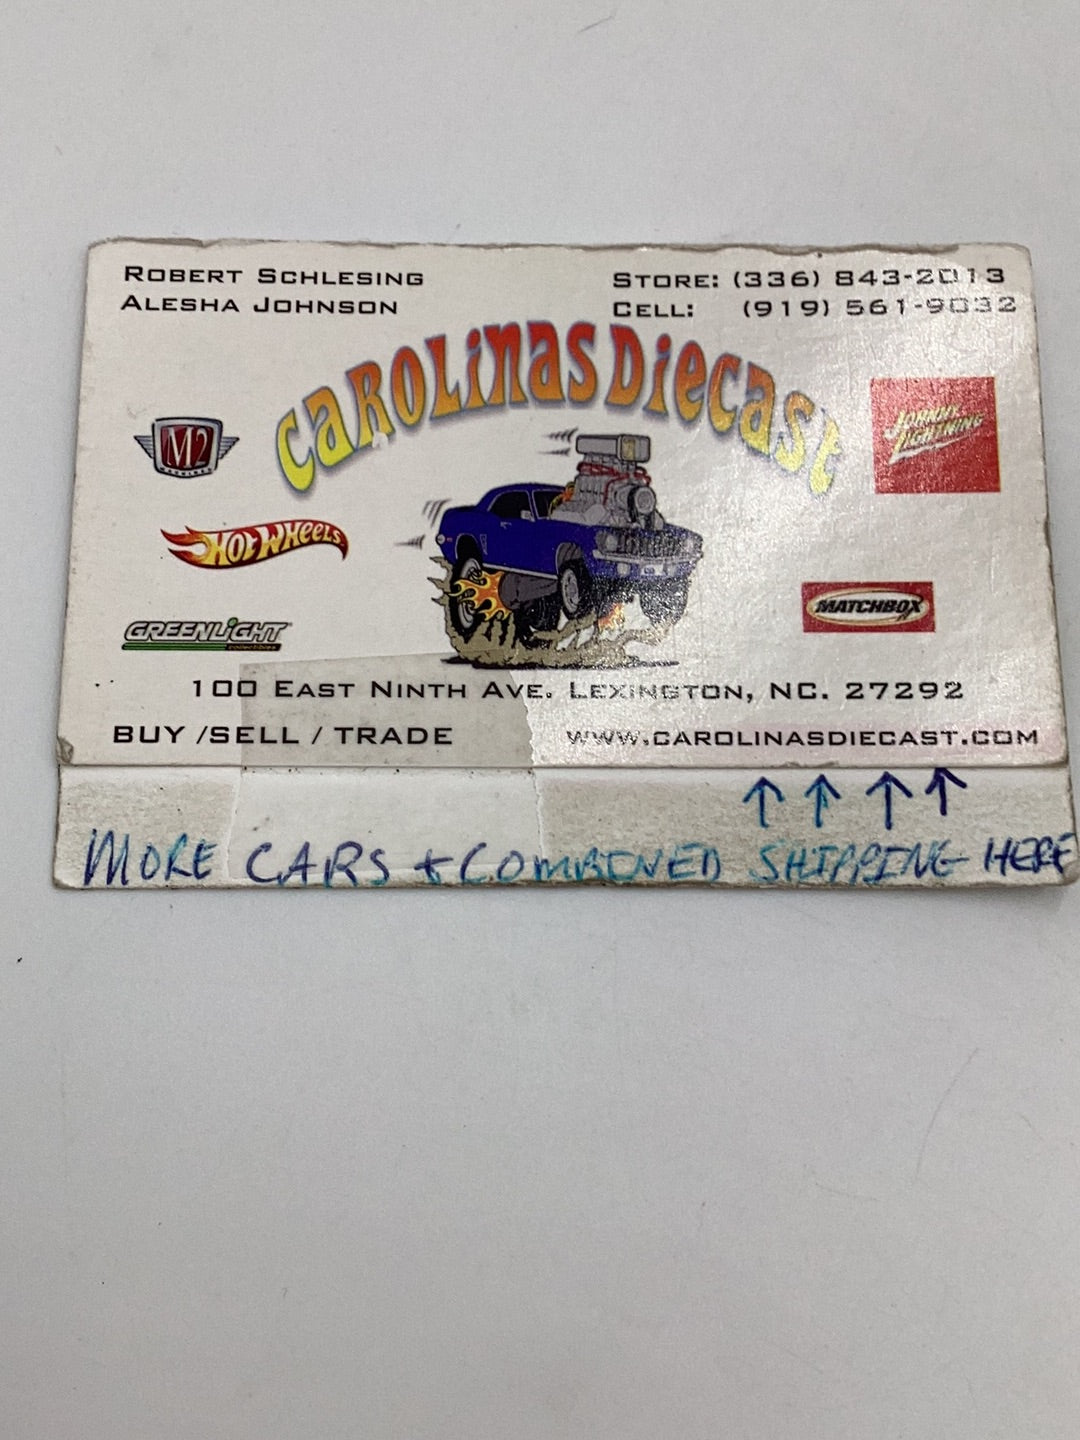 ROBERT SCHLESING
ALESHA JOHNSON
STORE: (336) 843-2013
CELL: (919) 561-9032
CAROLINAS DIECAST
M2
MACHINES
JOHNNY LIGHTNING
HOT WHEELS
MATCHBOX
GREENLIGHT
collectibles
100 EAST NINTH AVE. LEXINGTON, NC. 27292
BUY /SELL / TRADE
WWW.CAROLINASDIECAST.COM
↑ ↑ ↑ ↑
MORE CARS + COMBINED SHIPPING HERE